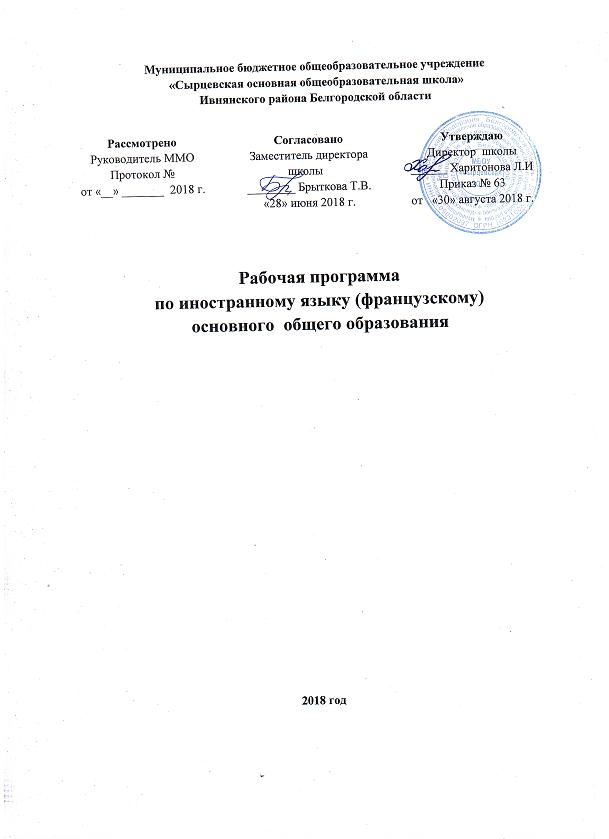 Муниципальное бюджетное общеобразовательное учреждение
«Сырцевская основная общеобразовательная школа»
Ивнянского района Белгородской области
Рассмотрено
Руководитель ММО
Протокол №
от «__» _______ 2018 г.
Согласовано
Заместитель директора
школы
Брыткова Т.В.
«28» июня 2018 г.
Утверждаю
Директор школы
Харитонова Л.И
Приказ № 63
от «30» августа 2018 г.
МБОУ
Рабочая программа
по иностранному языку (французскому)
основного общего образования
2018 год